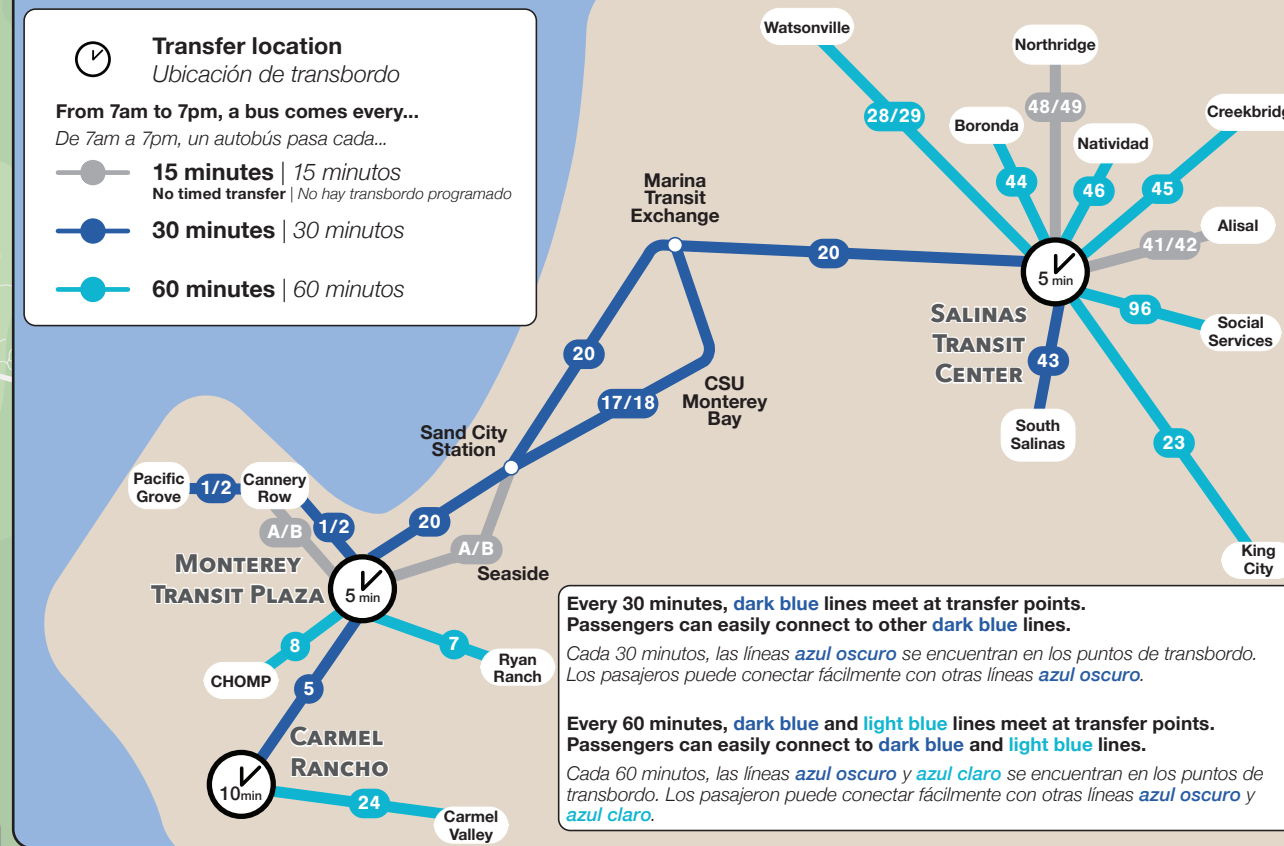 Transfer location
Ubicación de transbordo
From 7am to 7pm, a bus comes every...
De 7am a 7pm, un autobús pasa cada...
15 minutes | 15 minutos
No timed transfer | No hay transbordo programado
30 minutes | 30 minutos
60 minutes | 60 minutos
Watsonville
Northridge
Creekbridg
Boronda
Natividad
28/29
48/49
44
46
45
Alisal
41/42
Marina
Transit
Exchange
20
5 min
SALINAS
TRANSIT
CENTER
96
Social
Services
43
South
Salinas
23
King
City
20
17/18
CSU
Monterey
Bay
Sand City
Station
Pacific
Grove
1/2
Cannery
Row
A/B
1/2
20
A/B
Seaside
MONTEREY
TRANSIT PLAZA
5 min
8
7
CHOMP
Ryan
Ranch
5
CARMEL
RANCHO
10min
24
Carmel
Valley
Every 30 minutes, dark blue lines meet at transfer points.
Passengers can easily connect to other dark blue lines.
Cada 30 minutos, las líneas azul oscuro se encuentran en los puntos de transbordo.
Los pasajeros puede conectar fácilmente con otras líneas azul oscuro.
Every 60 minutes, dark blue and light blue lines meet at transfer points.
Passengers can easily connect to dark blue and light blue lines.
Cada 60 minutos, las líneas azul oscuro y azul claro se encuentran en los puntos de
transbordo. Los pasajeron puede conectar fácilmente con otras líneas azul oscuro y
azul claro.